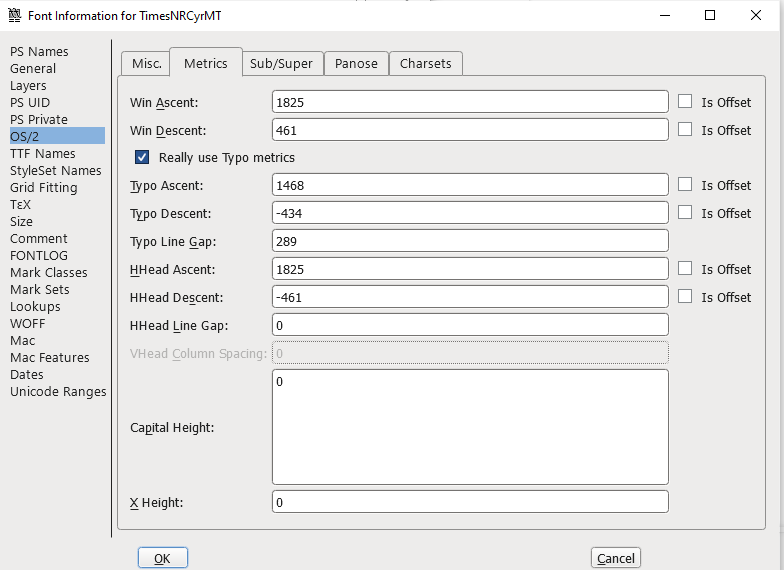 Font Information for TimesNRCyrMT
PS Names
General
Layers
PS UID
PS Private
OS/2
TTF Names
StyleSet Names
Grid Fitting
TεX
Size
Comment
FONTLOG
Mark Classes
Mark Sets
Lookups
WOFF
Mac
Mac Features
Dates
Unicode Ranges
Misc. Metrics Sub/Super Panose Charsets
Win Ascent: 1825 Is Offset
Win Descent: 461 Is Offset
Really use Typo metrics
Typo Ascent: 1468 Is Offset
Typo Descent: -434 Is Offset
Typo Line Gap: 289
HHead Ascent: 1825 Is Offset
HHead Descent: -461 Is Offset
HHead Line Gap: 0
VHead Column Spacing: 0
Capital Height: 0
X Height: 0
OK Cancel